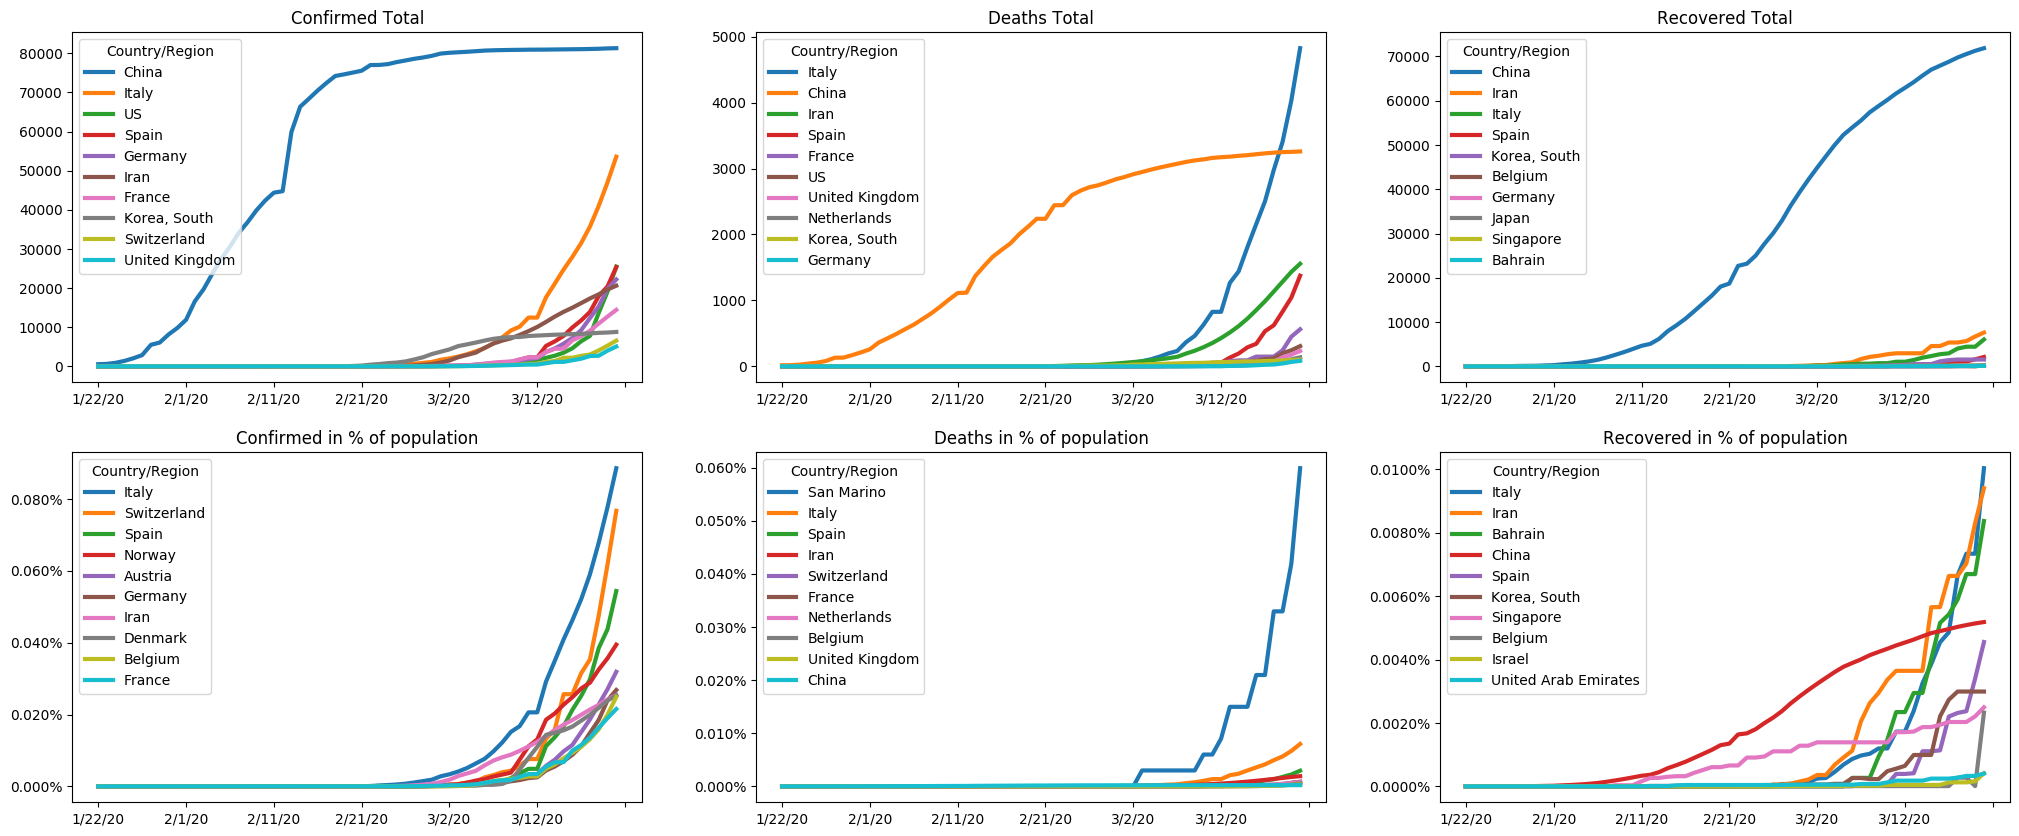 Confirmed Total
Country/Region
China
Italy
US
Spain
Germany
Iran
France
Korea, South
Switzerland
United Kingdom
80000
70000
60000
50000
40000
30000
20000
10000
0
1/22/20 2/1/20 2/11/20 2/21/20 3/2/20 3/12/20
Deaths Total
Country/Region
Italy
China
Iran
Spain
France
US
United Kingdom
Netherlands
Korea, South
Germany
5000
4000
3000
2000
1000
0
1/22/20 2/1/20 2/11/20 2/21/20 3/2/20 3/12/20
Recovered Total
Country/Region
China
Iran
Italy
Spain
Korea, South
Belgium
Germany
Japan
Singapore
Bahrain
70000
60000
50000
40000
30000
20000
10000
0
1/22/20 2/1/20 2/11/20 2/21/20 3/2/20 3/12/20
Confirmed in % of population
Country/Region
Italy
Switzerland
Spain
Norway
Austria
Germany
Iran
Denmark
Belgium
France
0.080%
0.060%
0.040%
0.020%
0.000%
1/22/20 2/1/20 2/11/20 2/21/20 3/2/20 3/12/20
Deaths in % of population
Country/Region
San Marino
Italy
Spain
Iran
Switzerland
France
Netherlands
Belgium
United Kingdom
China
0.060%
0.050%
0.040%
0.030%
0.020%
0.010%
0.000%
1/22/20 2/1/20 2/11/20 2/21/20 3/2/20 3/12/20
Recovered in % of population
Country/Region
Italy
Iran
Bahrain
China
Spain
Korea, South
Singapore
Belgium
Israel
United Arab Emirates
0.0100%
0.0080%
0.0060%
0.0040%
0.0020%
0.0000%
1/22/20 2/1/20 2/11/20 2/21/20 3/2/20 3/12/20